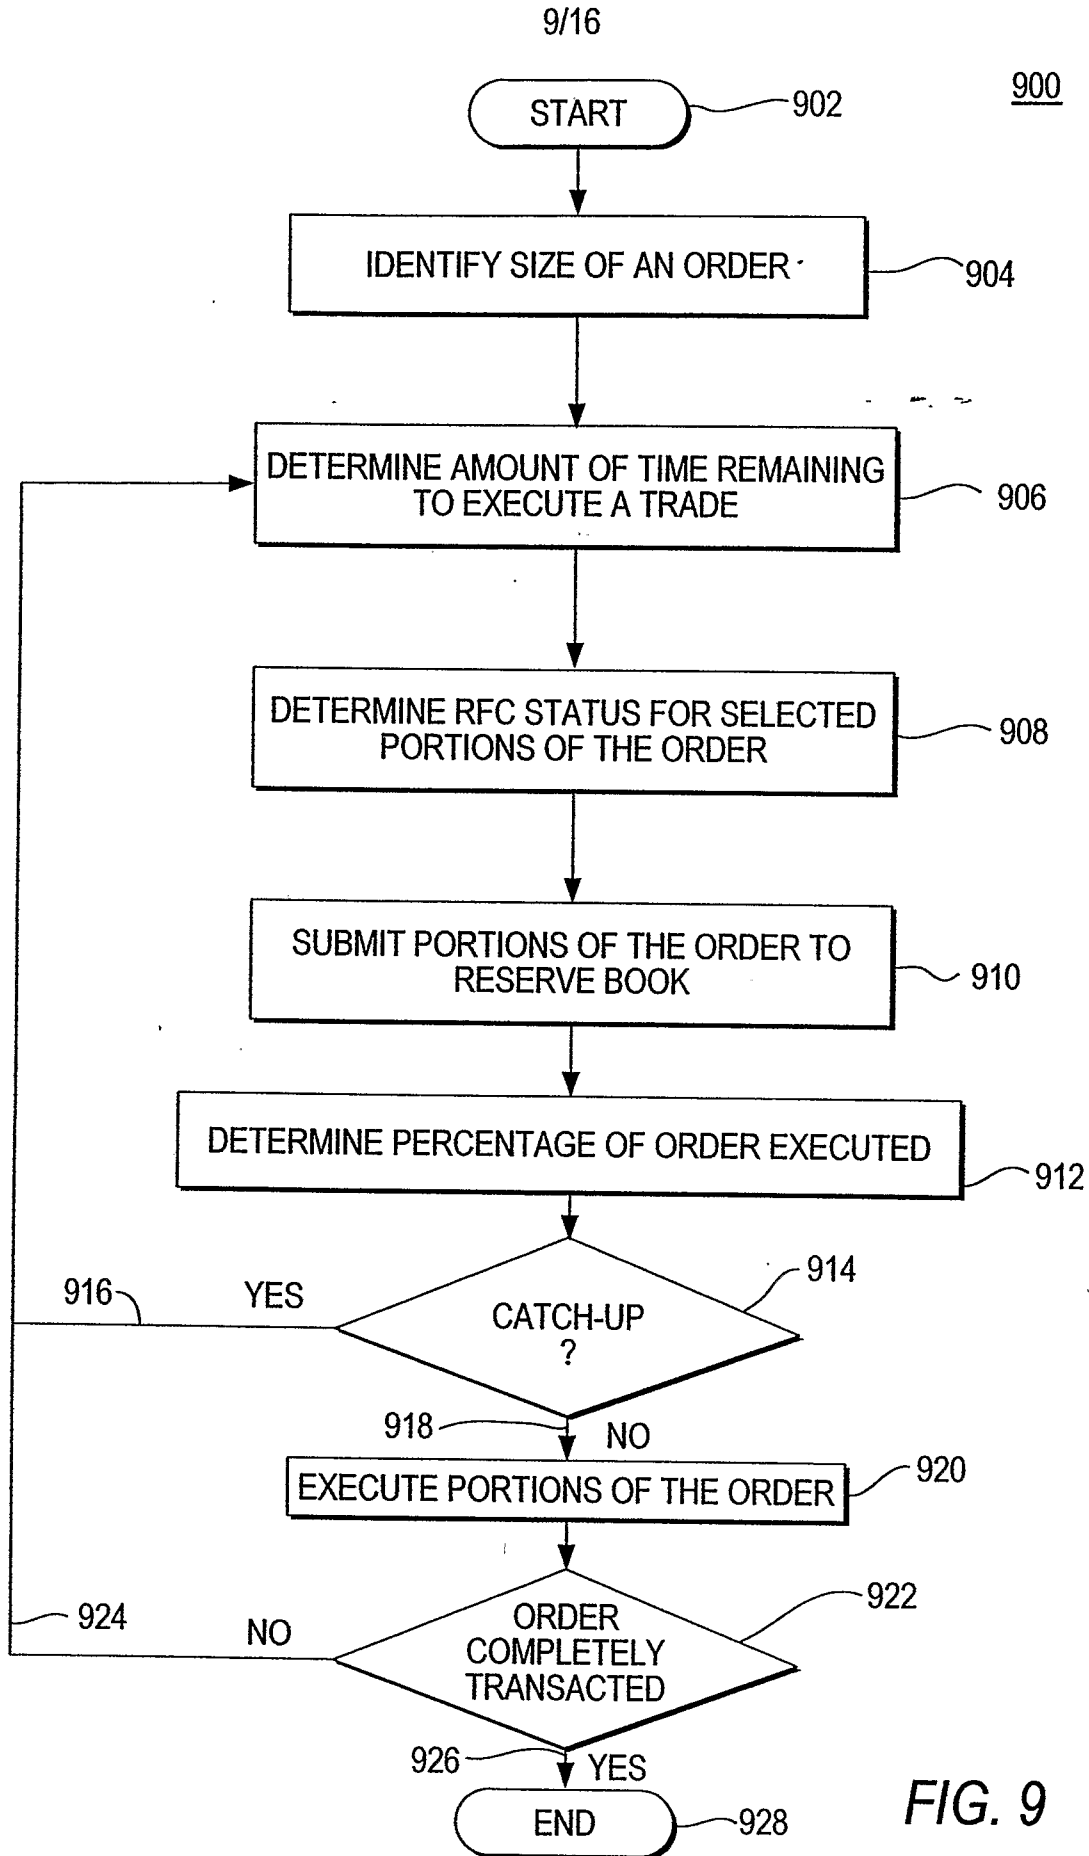 9/16
900
START
902
IDENTIFY SIZE OF AN ORDER
904
DETERMINE AMOUNT OF TIME REMAINING
TO EXECUTE A TRADE
906
DETERMINE RFC STATUS FOR SELECTED
PORTIONS OF THE ORDER
908
SUBMIT PORTIONS OF THE ORDER TO
RESERVE BOOK
910
DETERMINE PERCENTAGE OF ORDER EXECUTED
912
914
916
YES
CATCH-UP
?
918
NO
EXECUTE PORTIONS OF THE ORDER
920
922
924
NO
ORDER
COMPLETELY
TRANSACTED
926
YES
END
928
FIG. 9